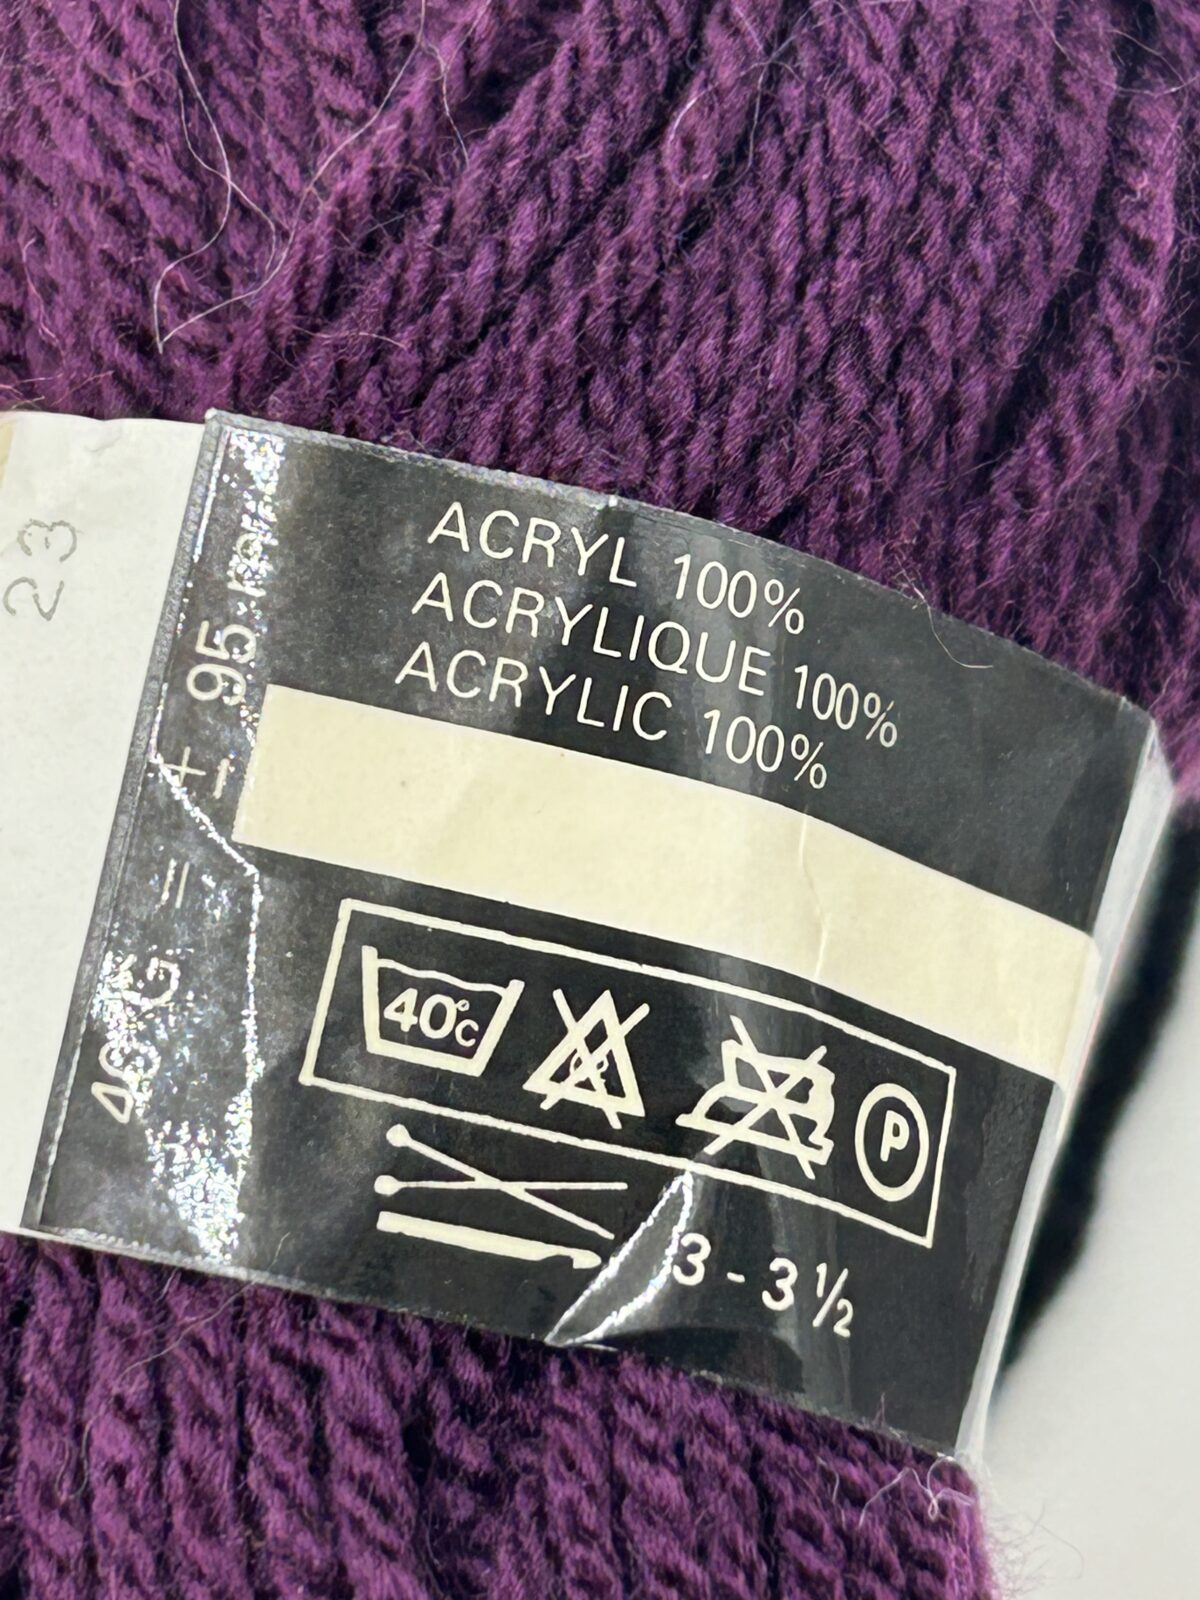 23
= ± 95
ACRYL 100%
ACRYLIQUE 100%
ACRYLIC 100%
40°C
P
3 - 3 ½